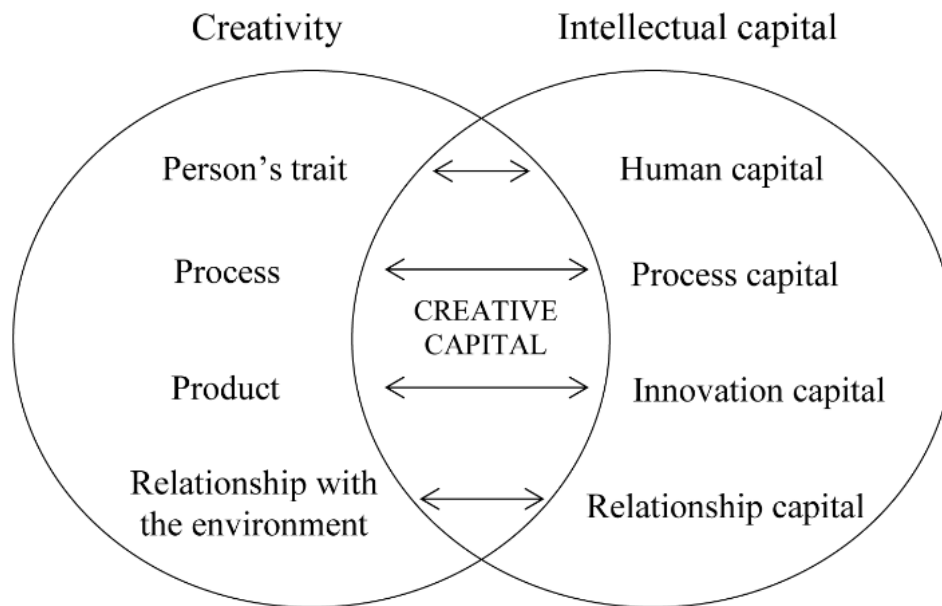 Creativity
Intellectual capital
Person's trait
Human capital
Process
Process capital
CREATIVE
CAPITAL
Product
Innovation capital
Relationship with
the environment
Relationship capital